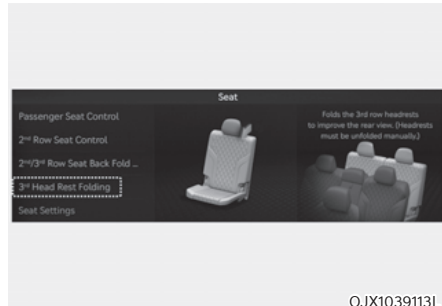 Seat
Passenger Seat Control
2nd Row Seat Control
2nd/3rd Row Seat Back Fold ...
3rd Head Rest Folding
Seat Settings
Folds the 3rd row headrests
to improve the rear view. (Headrests
must be unfolded manually.)
OJX1039113L